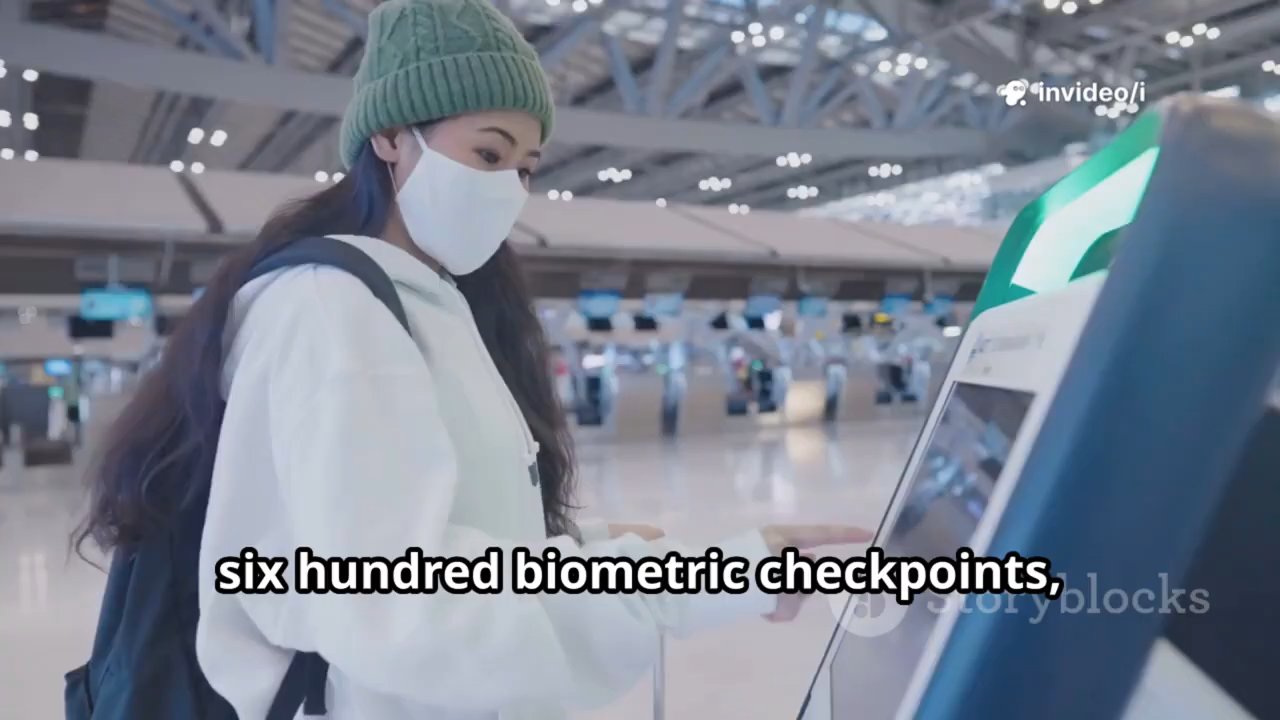 invideo/i
six hundred biometric checkpoints,
Storyblocks